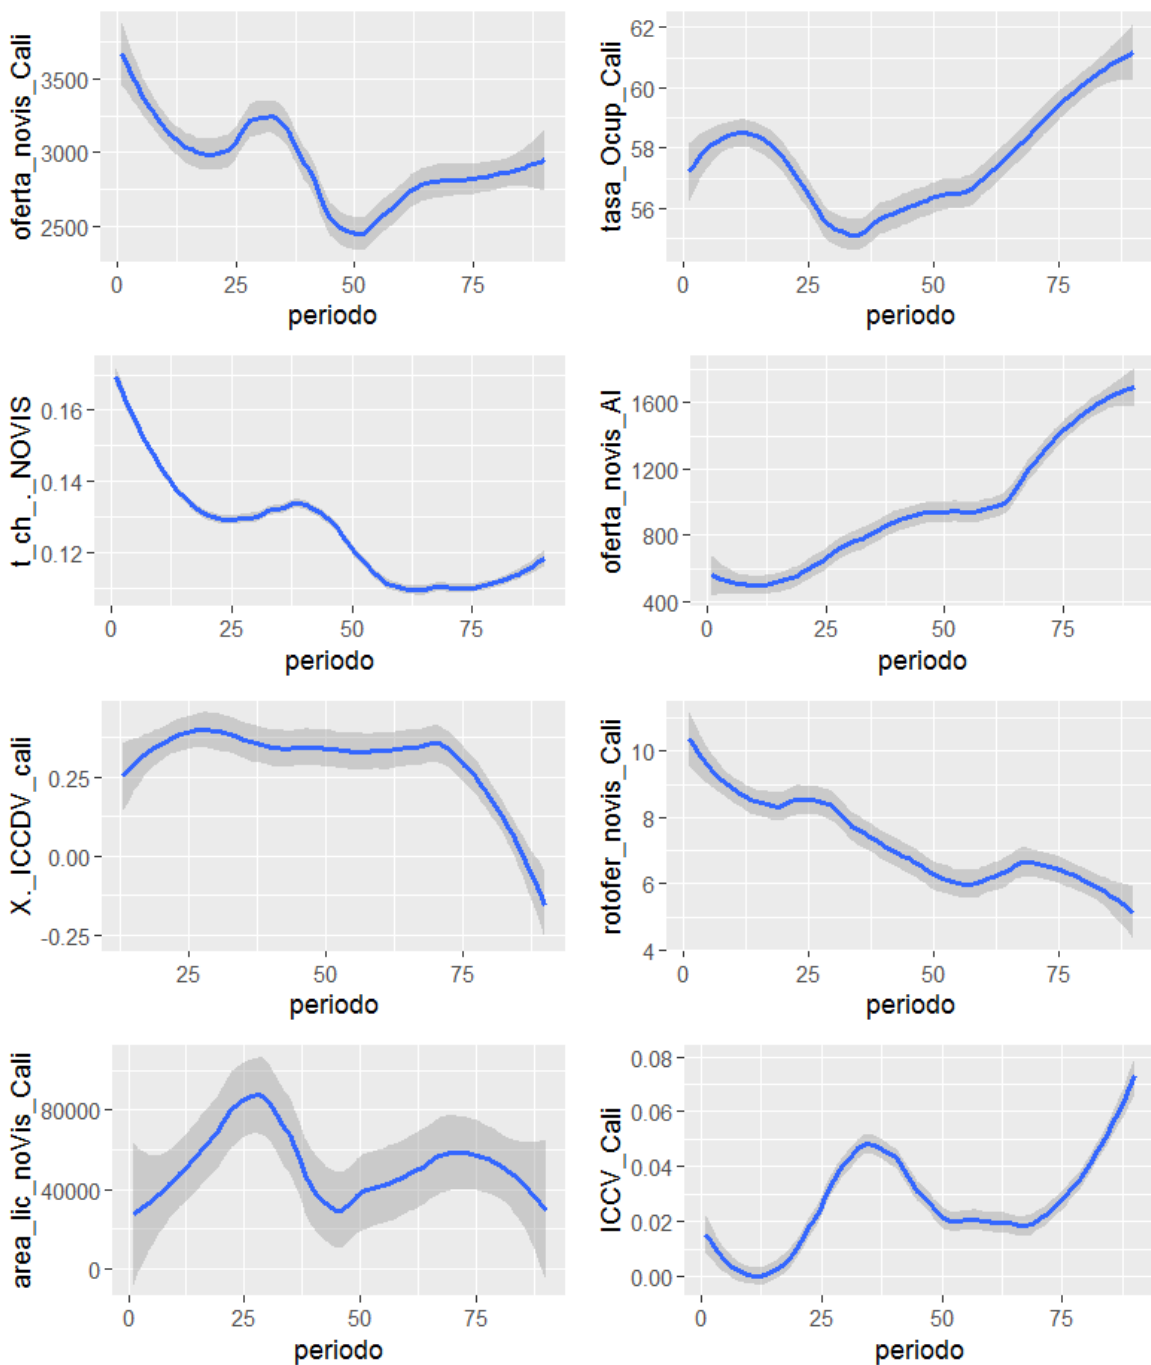 oferta_novis_Cali
3500
3000
2500
0 25 50 75
periodo
tasa_Ocup_Cali
62
60
58
56
0 25 50 75
periodo
t_ch_._NOVIS
0.16
0.14
0.12
0 25 50 75
periodo
oferta_novis_AI
1600
1200
800
400
0 25 50 75
periodo
X._ICCDV_cali
0.25
0.00
-0.25
25 50 75
periodo
rotofer_novis_Cali
10
8
6
4
0 25 50 75
periodo
area_lic_noVis_Cali
80000
40000
0
0 25 50 75
periodo
ICCV_Cali
0.08
0.06
0.04
0.02
0.00
0 25 50 75
periodo